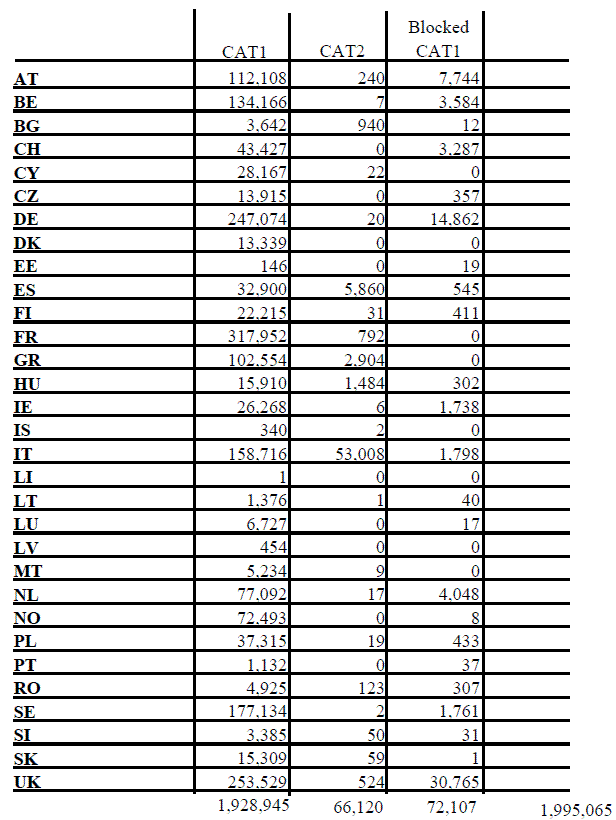 Blocked
CAT1 CAT2 CAT1
AT 112,108 240 7,744
BE 134,166 7 3,584
BG 3,642 940 12
CH 43,427 0 3,287
CY 28,167 22 0
CZ 13,915 0 357
DE 247,074 20 14,862
DK 13,339 0 0
EE 146 0 19
ES 32,900 5,860 545
FI 22,215 31 411
FR 317,952 792 0
GR 102,554 2,904 0
HU 15,910 1,484 302
IE 26,268 6 1,738
IS 340 2 0
IT 158,716 53,008 1,798
LI 1 0 0
LT 1,376 1 40
LU 6,727 0 17
LV 454 0 0
MT 5,234 9 0
NL 77,092 17 4,048
NO 72,493 0 8
PL 37,315 19 433
PT 1,132 0 37
RO 4,925 123 307
SE 177,134 2 1,761
SI 3,385 50 31
SK 15,309 59 1
UK 253,529 524 30,765
1,928,945 66,120 72,107 1,995,065